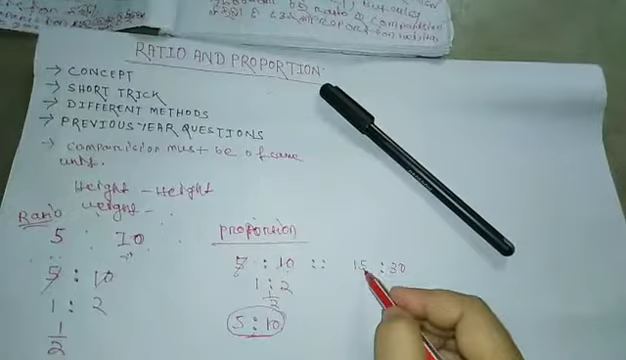 RATIO AND PROPORTION
→ CONCEPT
→ SHORT TRICK
→ DIFFERENT METHODS
→ PREVIOUS YEAR QUESTIONS
→ comparision must be of same
units.
Height - Height
weight -
Ratio
5 : 10
5 : 10
1 : 2
1
2
proportion
5 : 10 :: 15 : 30
1 : 2
1
2
5 : 10